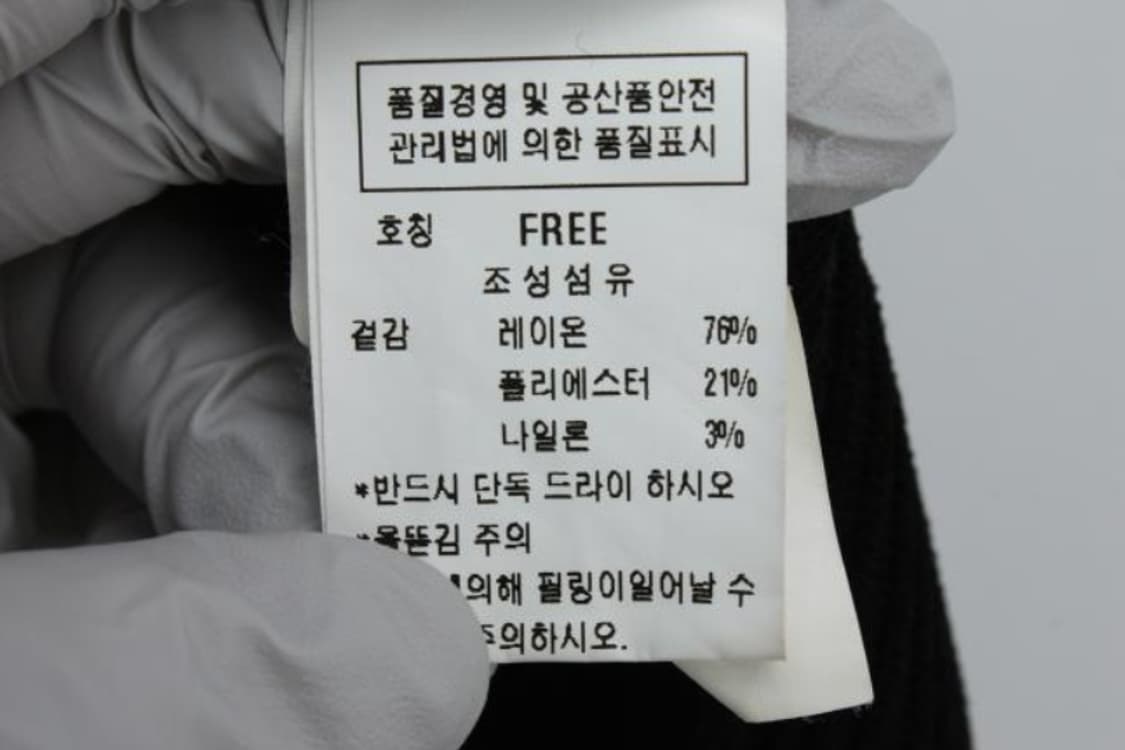 품질경영 및 공산품안전
관리법에 의한 품질표시
호칭 FREE
조성섬유
겉감 레이온 76%
폴리에스터 21%
나일론 3%
*반드시 단독 드라이 하시오
*올뜯김 주의
필링이일어날 수
주의하시오.